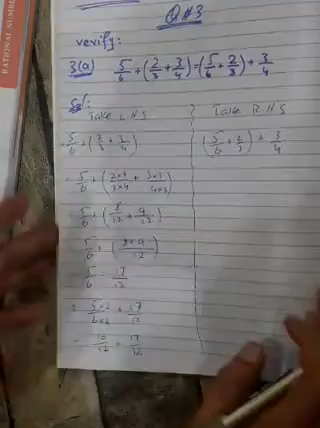 Q#3
verify:
3(a) 5/6 + (2/3 + 3/4) = (5/6 + 2/3) + 3/4
Sol:
Take L.H.S
= 5/6 + (2/3 + 3/4)
= 5/6 + (2×4/3×4 + 3×3/4×3)
= 5/6 + (8/12 + 9/12)
5/6 + (8+9/12)
= 5/6 + 17/12
= 5×2/6×2 + 17/12
= 10/12 + 17/12
Take R.H.S
(5/6 + 2/3) + 3/4
RATIONAL NUMBERS